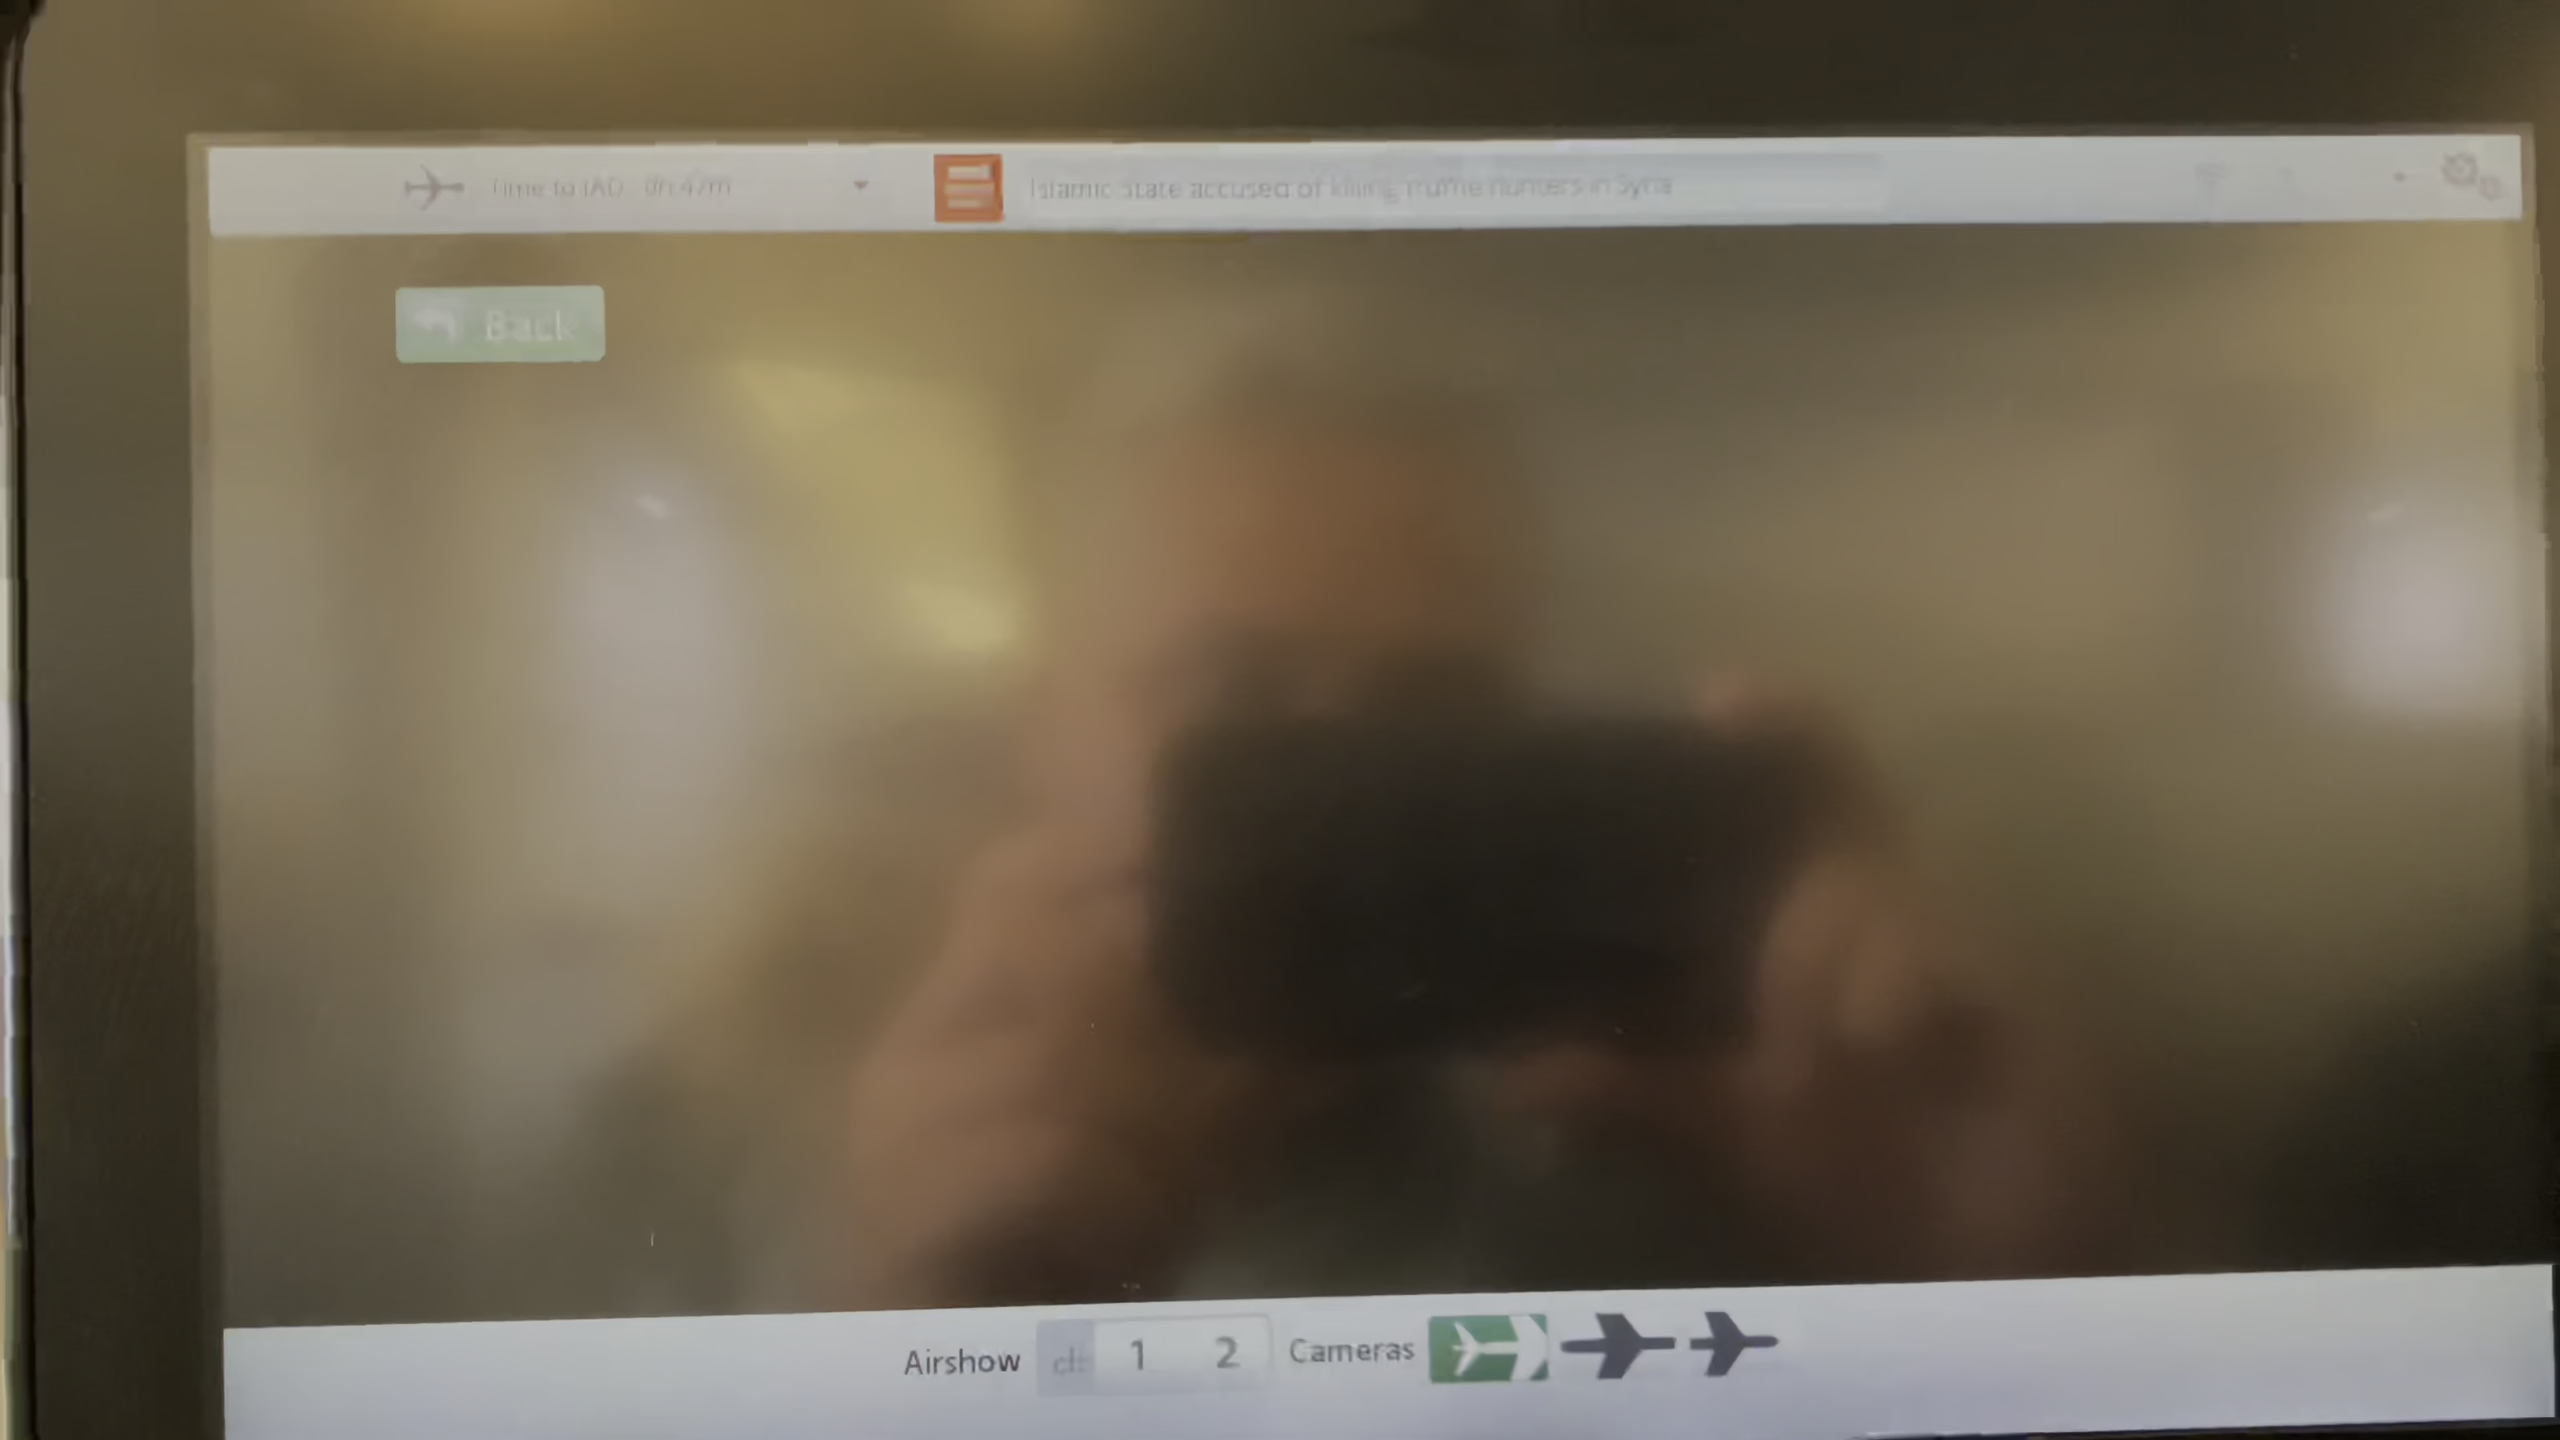 Time to IAD 0h:47m
Islamic State accused of killing truffle hunters in Syria
Back
Airshow 1 2 Cameras